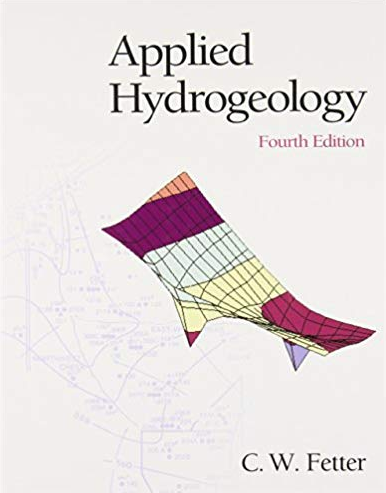 Applied
Hydrogeology
Fourth Edition
C. W. Fetter